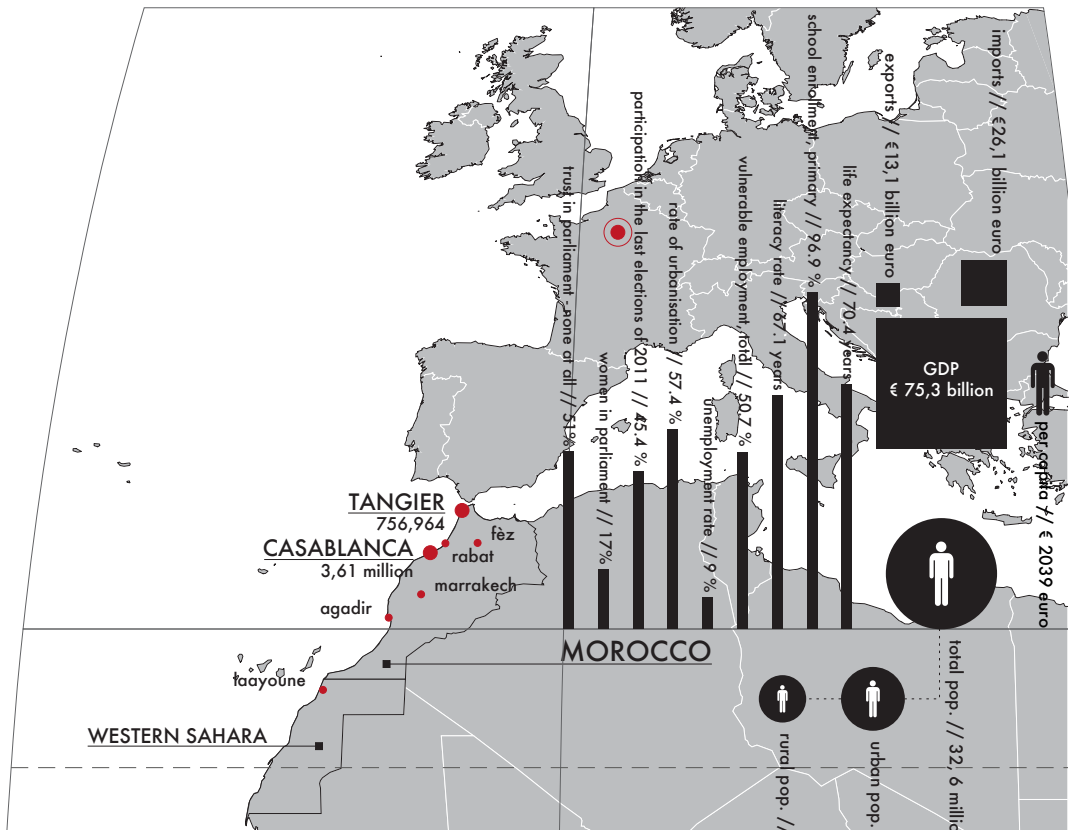 school enrollment, primary // 96.9 %
imports // €26,1 billion euro
exports // €13,1 billion euro
participation in the last elections of 2011 // 45.4 %
trust in parliament - none at all // 51%
vulnerable employment, total // 50.7 %
life expectancy // 70.4 years
rate of urbanisation // 57.4 %
literacy rate // 67.1 years
women in parliament // 17%
unemployment rate // 9 %
GDP
€ 75,3 billion
per capita // € 2039 euro
TANGIER
756,964
CASABLANCA
3,61 million
fèz
rabat
marrakech
agadir
MOROCCO
laayoune
WESTERN SAHARA
total pop. // 32, 6 millio
urban pop.
rural pop. //